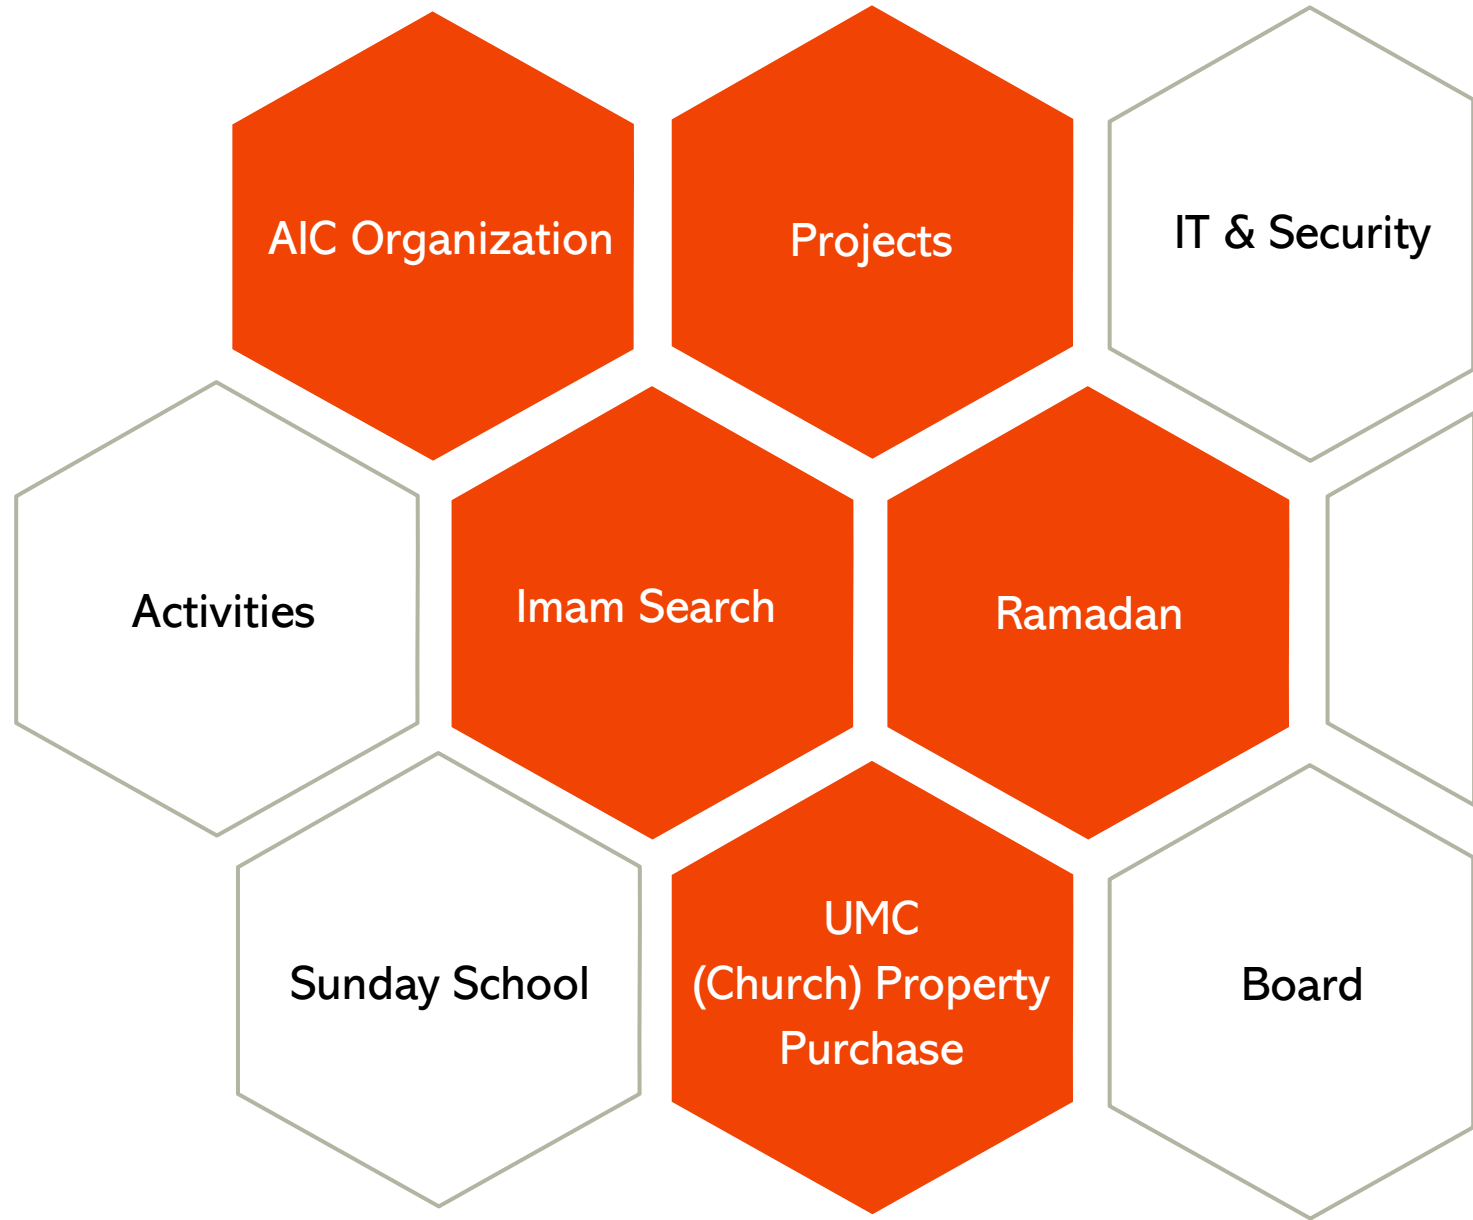 AIC Organization
Projects
IT & Security
Activities
Imam Search
Ramadan
Sunday School
UMC
(Church) Property
Purchase
Board